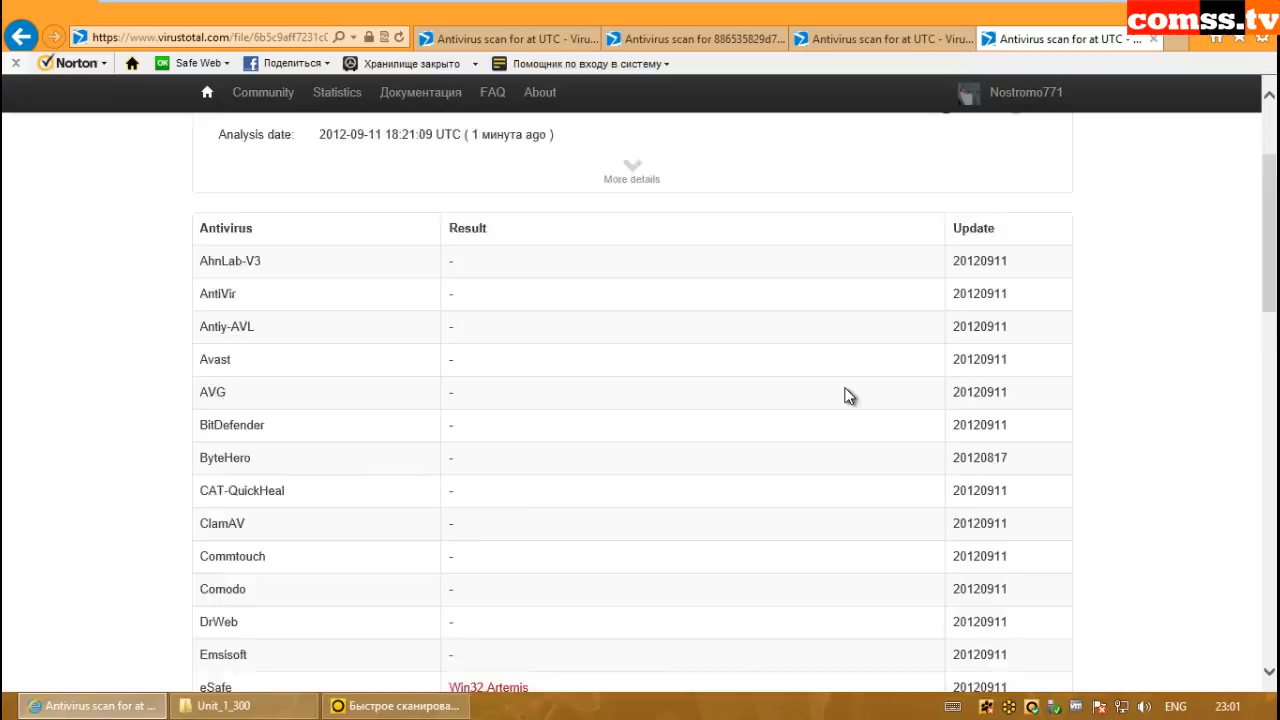 comss.tv
https://www.virustotal.com/file/6b5c9aff7231c0
Antivirus scan for at UTC - Viru...
Antivirus scan for 886535829d7...
Antivirus scan for at UTC - Viru...
Antivirus scan for at UTC - ...
Norton
OK Safe Web
Поделиться
Хранилище закрыто
Помощник по входу в систему
Community
Statistics
Документация
FAQ
About
Nostromo771
Analysis date: 2012-09-11 18:21:09 UTC ( 1 минута ago )
More details
Antivirus Result Update
AhnLab-V3 - 20120911
AntiVir - 20120911
Antiy-AVL - 20120911
Avast - 20120911
AVG - 20120911
BitDefender - 20120911
ByteHero - 20120817
CAT-QuickHeal - 20120911
ClamAV - 20120911
Commtouch - 20120911
Comodo - 20120911
DrWeb - 20120911
Emsisoft - 20120911
eSafe Win32.Artemis 20120911
Antivirus scan for at ...
Unit_1_300
Быстрое сканирова...
ENG
23:01